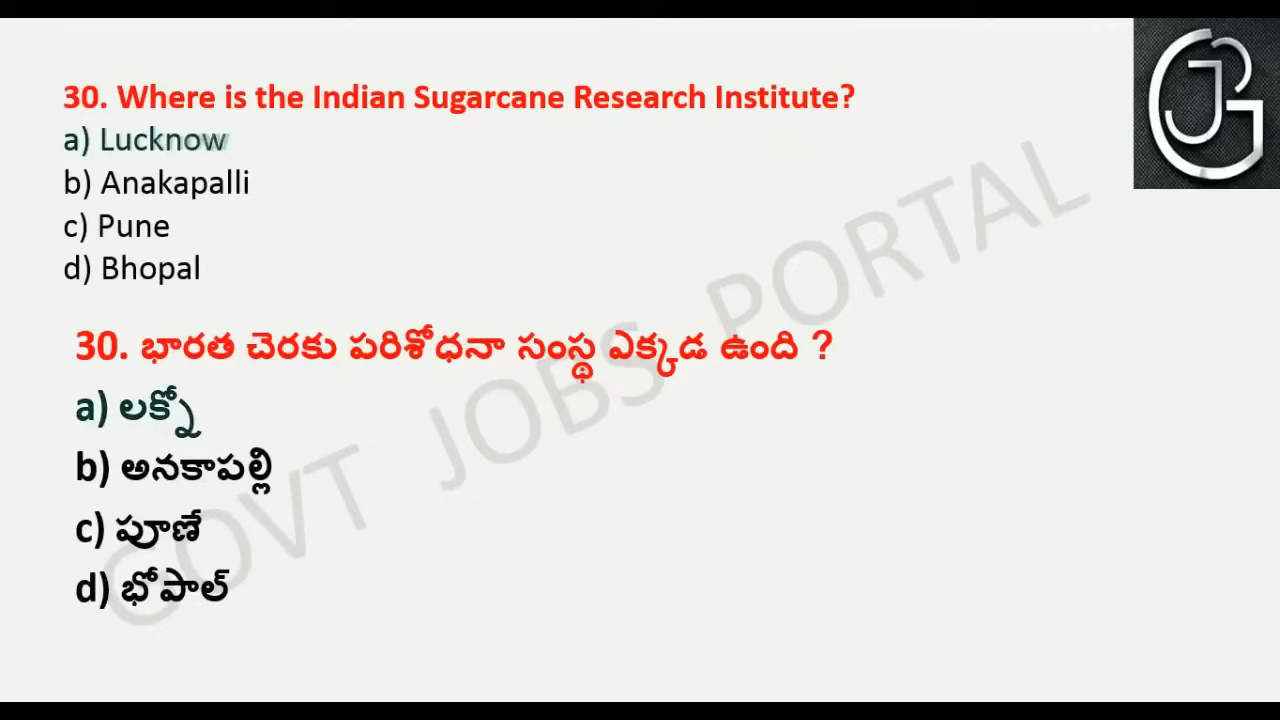 30. Where is the Indian Sugarcane Research Institute?
a) Lucknow
b) Anakapalli
c) Pune
d) Bhopal
30. భారత చెరకు పరిశోధనా సంస్థ ఎక్కడ ఉంది ?
a) లక్నో
b) అనకాపల్లి
c) పూణే
d) భోపాల్
GOVT JOBS PORTAL
GJ